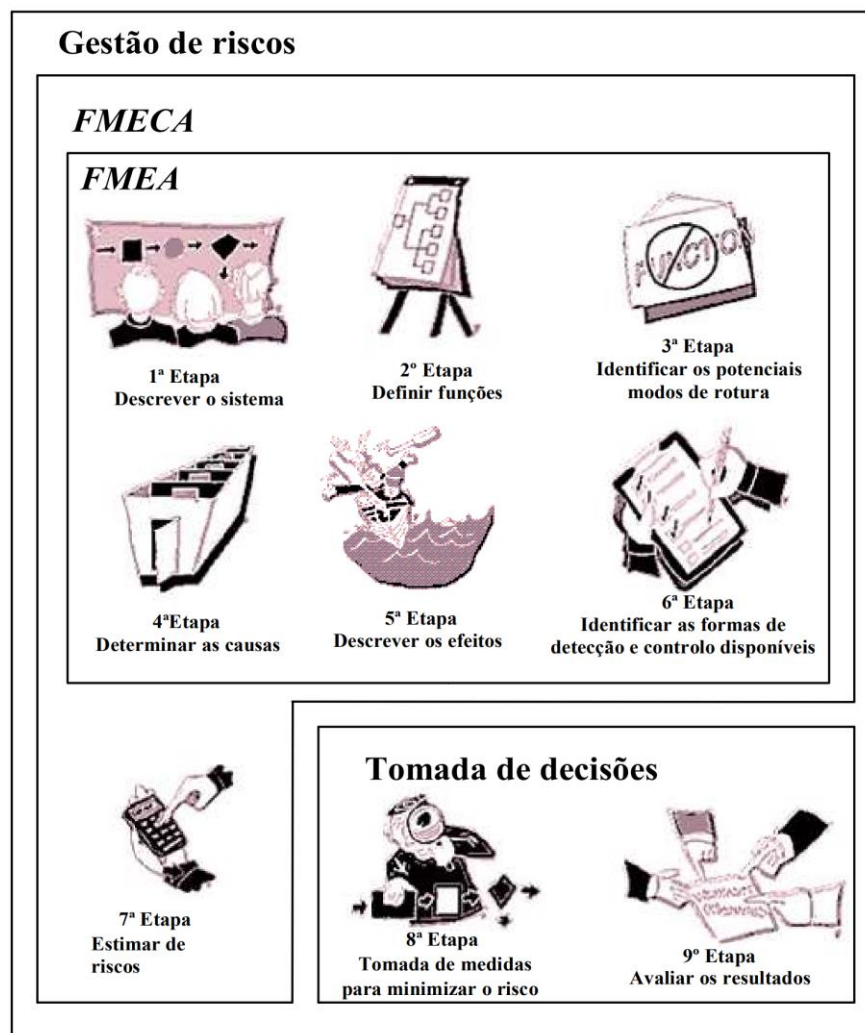 Gestão de riscos
FMECA
FMEA
FUNCTION
1ª Etapa
Descrever o sistema
2º Etapa
Definir funções
3ª Etapa
Identificar os potenciais
modos de rotura
4ªEtapa
Determinar as causas
5ª Etapa
Descrever os efeitos
6ª Etapa
Identificar as formas de
detecção e controlo disponíveis
7ª Etapa
Estimar de
riscos
Tomada de decisões
8ª Etapa
Tomada de medidas
para minimizar o risco
9º Etapa
Avaliar os resultados